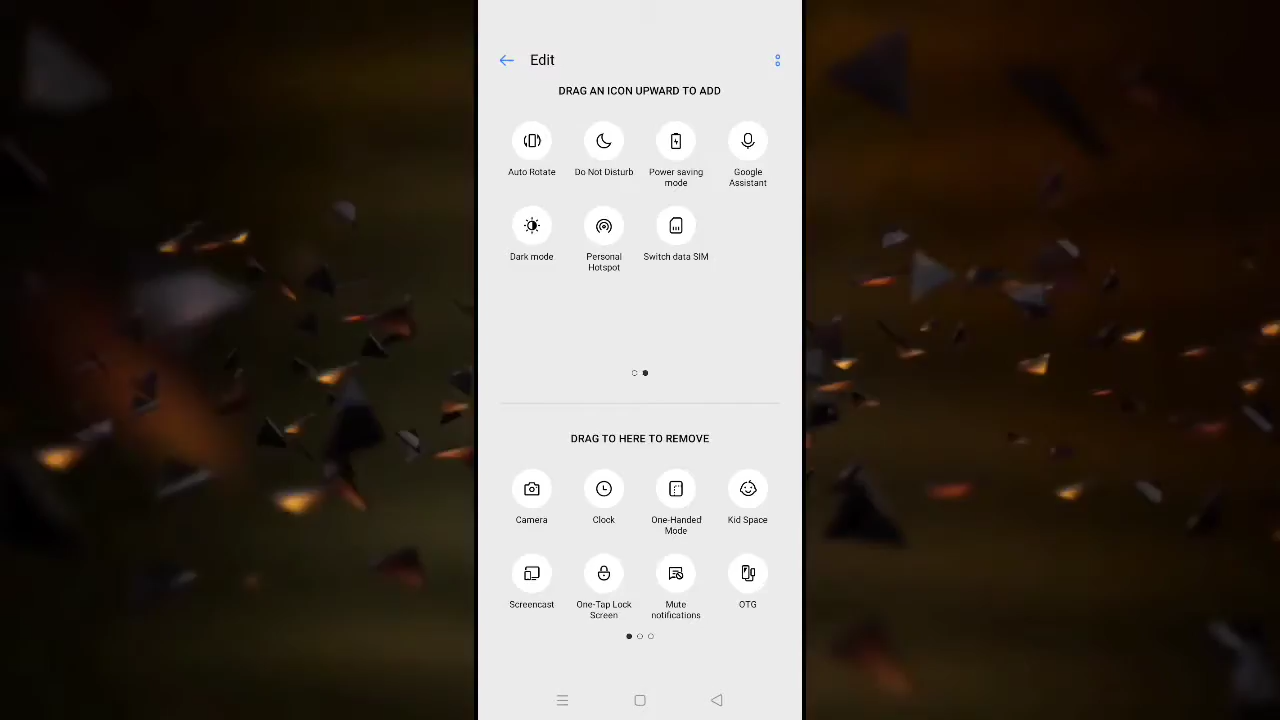 Edit
DRAG AN ICON UPWARD TO ADD
Auto Rotate
Do Not Disturb
Power saving
mode
Google
Assistant
Dark mode
Personal
Hotspot
Switch data SIM
DRAG TO HERE TO REMOVE
Camera
Clock
One-Handed
Mode
Kid Space
Screencast
One-Tap Lock
Screen
Mute
notifications
OTG